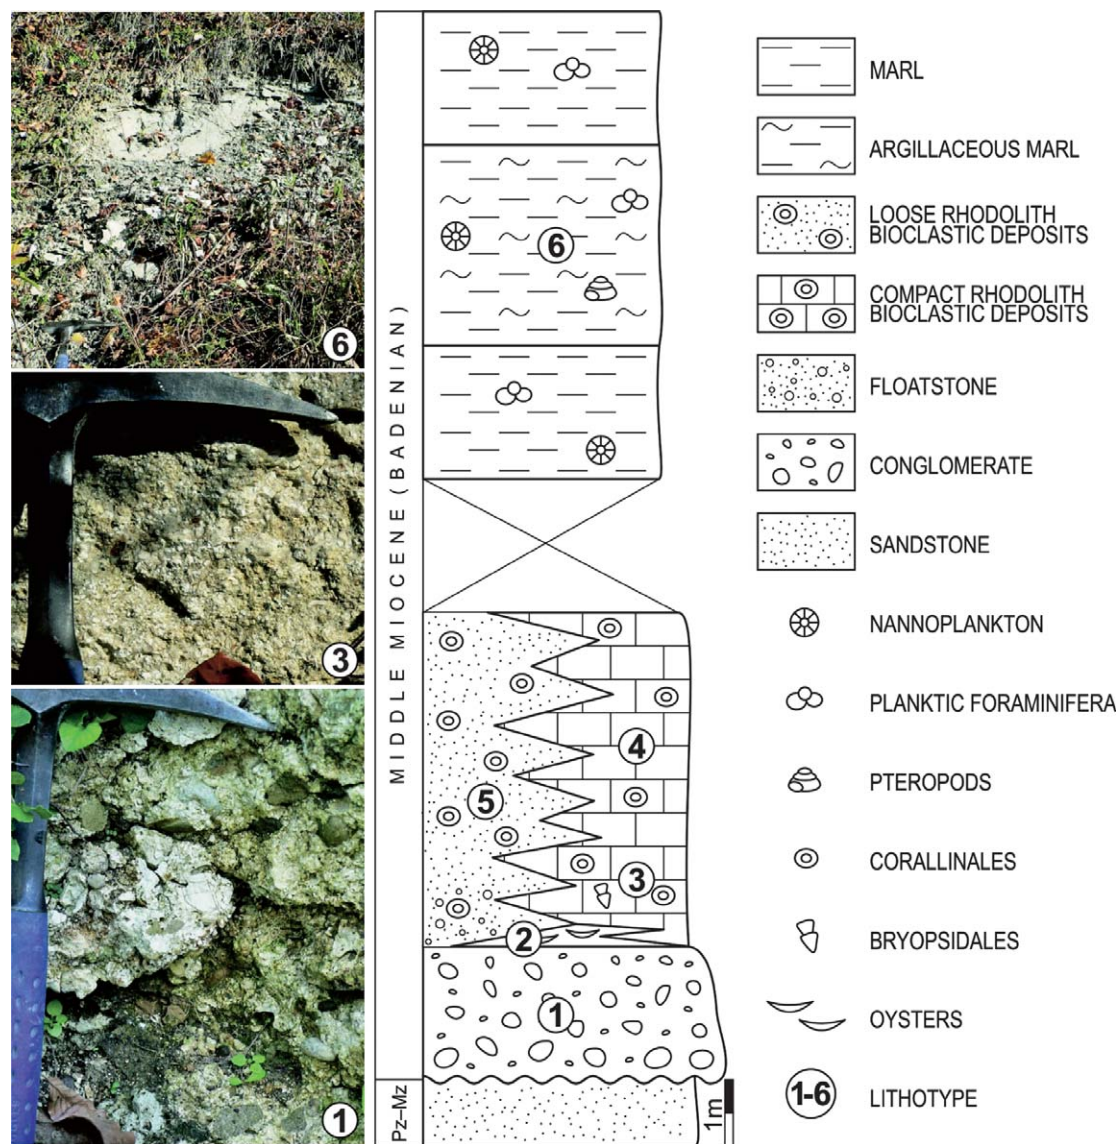 6
3
1
MIDDLE MIOCENE (BADENIAN)
Pz–Mz
6
4
5
3
2
1
1m
MARL
ARGILLACEOUS MARL
LOOSE RHODOLITH
BIOCLASTIC DEPOSITS
COMPACT RHODOLITH
BIOCLASTIC DEPOSITS
FLOATSTONE
CONGLOMERATE
SANDSTONE
NANNOPLANKTON
PLANKTIC FORAMINIFERA
PTEROPODS
CORALLINALES
BRYOPSIDALES
OYSTERS
1-6 LITHOTYPE